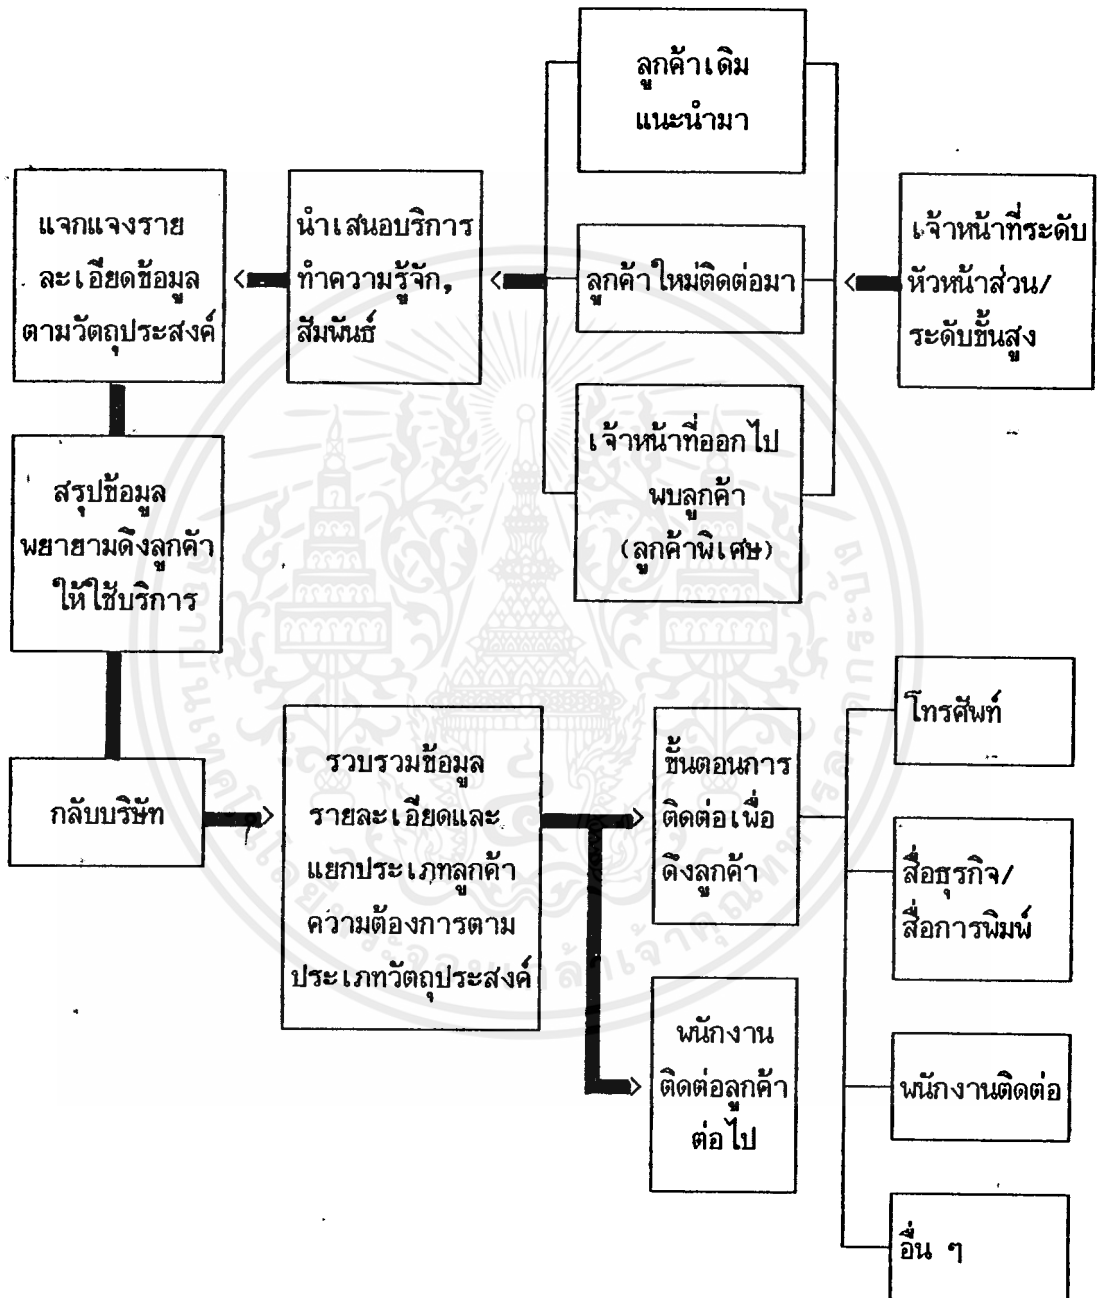 ลูกค้าเดิม
แนะนำมา
เจ้าหน้าที่ระดับ
หัวหน้าส่วน/
ระดับขั้นสูง
ลูกค้าใหม่ติดต่อมา
เจ้าหน้าที่ออกไป
พบลูกค้า
(ลูกค้าพิเศษ)
นำเสนอบริการ
ทำความรู้จัก,
สัมพันธ์
แจกแจงราย
ละเอียดข้อมูล
ตามวัตถุประสงค์
สรุปข้อมูล
พยายามดึงลูกค้า
ให้ใช้บริการ
กลับบริษัท
รวบรวมข้อมูล
รายละเอียดและ
แยกประเภทลูกค้า
ความต้องการตาม
ประเภทวัตถุประสงค์
ขั้นตอนการ
ติดต่อเพื่อ
ดึงลูกค้า
พนักงาน
ติดต่อลูกค้า
ต่อไป
โทรศัพท์
สื่อธุรกิจ/
สื่อการพิมพ์
พนักงานติดต่อ
อื่น ๆ